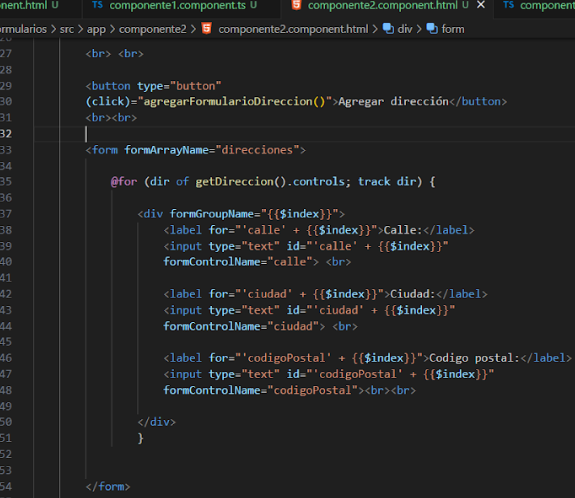 onent.html U TS componente1.component.ts U componente2.component.html U TS component
ormularios > src > app > componente2 > componente2.component.html > div > form
26
27 <br> <br>
28
29 <button type="button"
30 (click)="agregarFormularioDireccion()">Agregar dirección</button>
31 <br><br>
32
33 <form formArrayName="direcciones">
34
35 @for (dir of getDireccion().controls; track dir) {
36
37 <div formGroupName="{{$index}}">
38 <label for="'calle' + {{$index}}">Calle:</label>
39 <input type="text" id="'calle' + {{$index}}"
40 formControlName="calle"> <br>
41
42 <label for="'ciudad' + {{$index}}">Ciudad:</label>
43 <input type="text" id="'ciudad' + {{$index}}"
44 formControlName="ciudad"> <br>
45
46 <label for="'codigoPostal' + {{$index}}">Codigo postal:</label>
47 <input type="text" id="'codigoPostal' + {{$index}}"
48 formControlName="codigoPostal"><br><br>
49
50 </div>
51 }
52
53
54 </form>